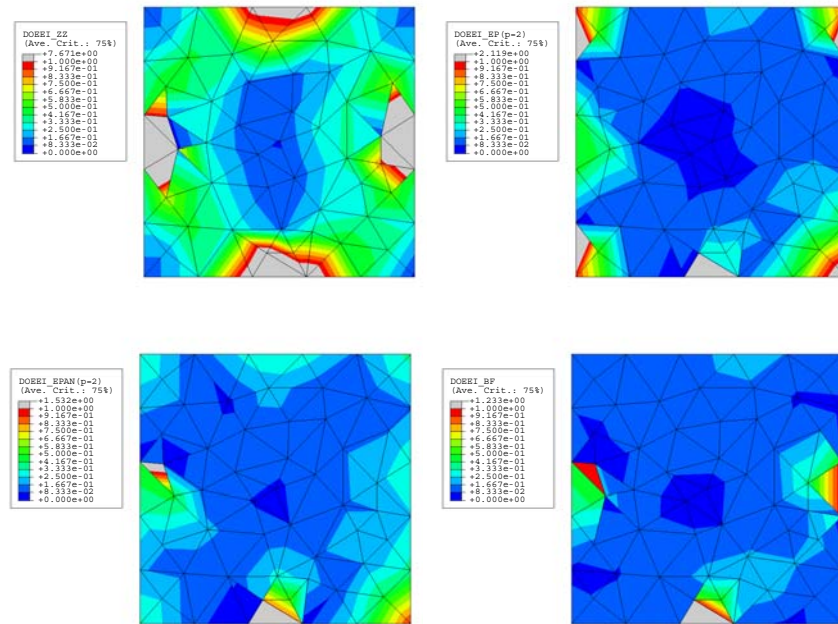 DOEEI_ZZ
(Ave. Crit.: 75%)
+7.671e+00
+1.000e+00
+9.167e-01
+8.333e-01
+7.500e-01
+6.667e-01
+5.833e-01
+5.000e-01
+4.167e-01
+3.333e-01
+2.500e-01
+1.667e-01
+8.333e-02
+0.000e+00
DOEEI_EP(p=2)
(Ave. Crit.: 75%)
+2.119e+00
+1.000e+00
+9.167e-01
+8.333e-01
+7.500e-01
+6.667e-01
+5.833e-01
+5.000e-01
+4.167e-01
+3.333e-01
+2.500e-01
+1.667e-01
+8.333e-02
+0.000e+00
DOEEI_EPAN(p=2)
(Ave. Crit.: 75%)
+1.532e+00
+1.000e+00
+9.167e-01
+8.333e-01
+7.500e-01
+6.667e-01
+5.833e-01
+5.000e-01
+4.167e-01
+3.333e-01
+2.500e-01
+1.667e-01
+8.333e-02
+0.000e+00
DOEEI_BF
(Ave. Crit.: 75%)
+1.233e+00
+1.000e+00
+9.167e-01
+8.333e-01
+7.500e-01
+6.667e-01
+5.833e-01
+5.000e-01
+4.167e-01
+3.333e-01
+2.500e-01
+1.667e-01
+8.333e-02
+0.000e+00